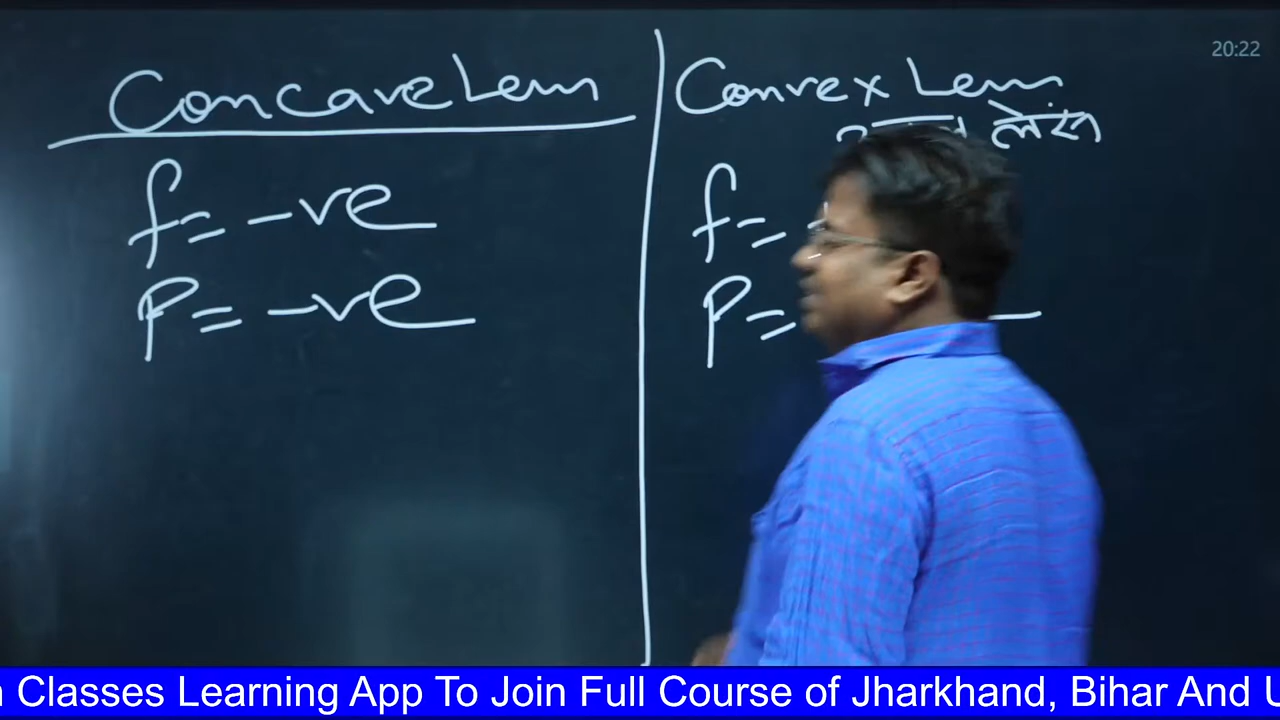 20:22
Concave Lens
f = -ve
P = -ve
Convex Lens
लेंस
f =
P =
n Classes Learning App To Join Full Course of Jharkhand, Bihar And U